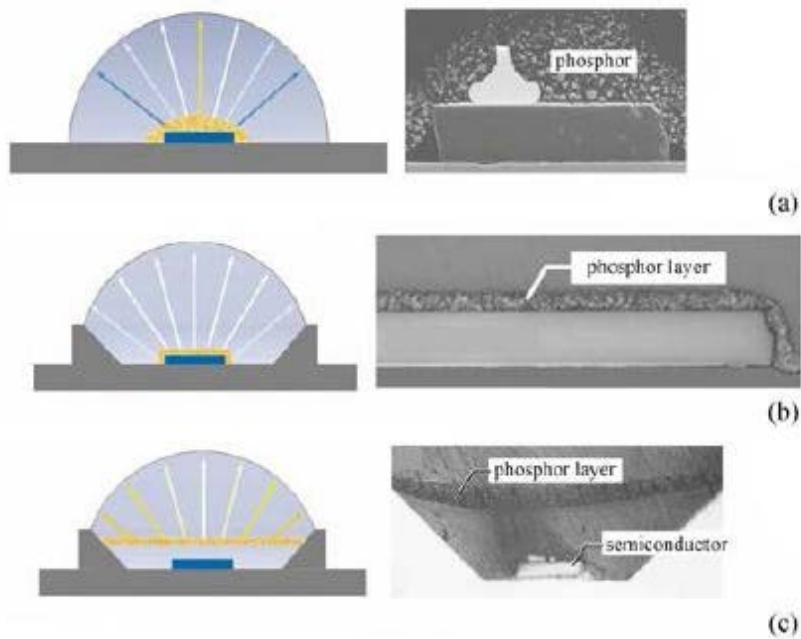 phosphor
(a)
phosphor layer
(b)
phosphor layer
semiconductor
(c)